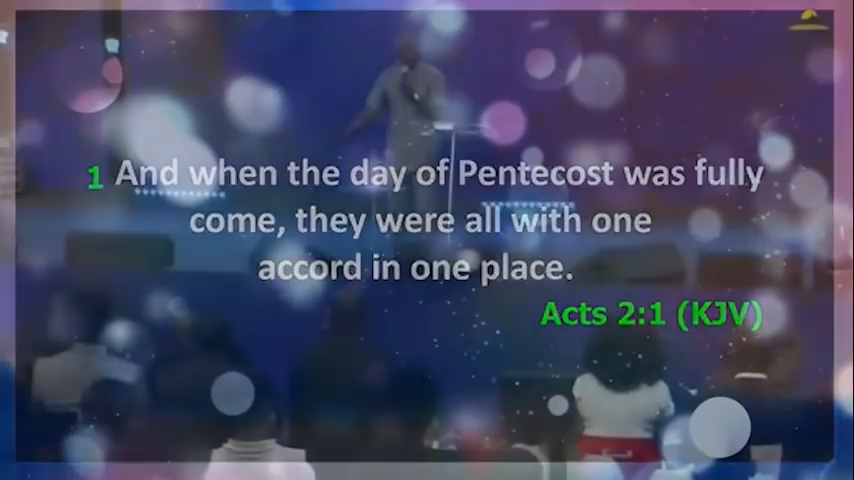 1 And when the day of Pentecost was fully
come, they were all with one
accord in one place.
Acts 2:1 (KJV)